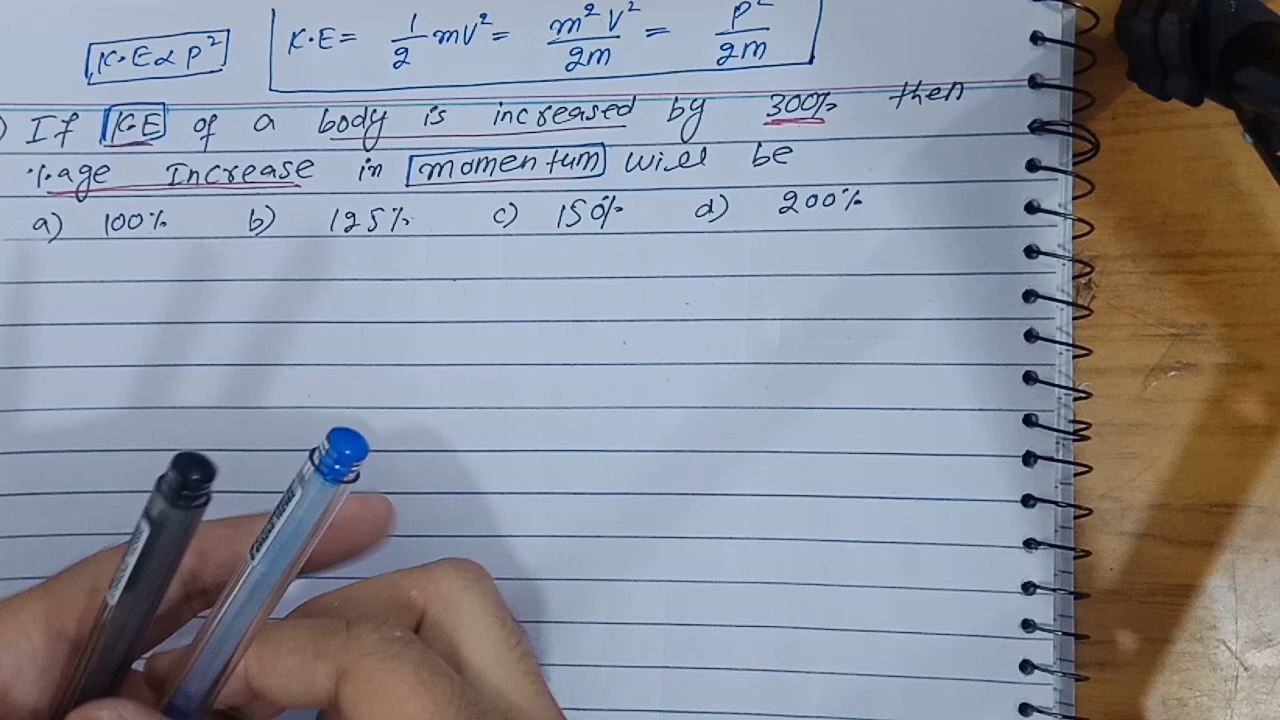 K.E ∝ P²
K.E = 1/2 mV² = m²V²/2m = P²/2m
) If K.E of a body is increased by 300% then
%age Increase in momentum will be
a) 100% b) 125% c) 150% d) 200%